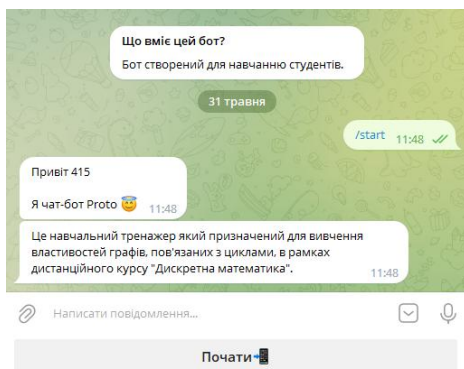 Що вміє цей бот?
Бот створений для навчанню студентів.
31 травня
/start 11:48
Привіт 415
Я чат-бот Proto 😇 11:48
Це навчальний тренажер який призначений для вивчення
властивостей графів, пов'язаних з циклами, в рамках
дистанційного курсу "Дискретна математика". 11:48
Написати повідомлення...
Почати📲